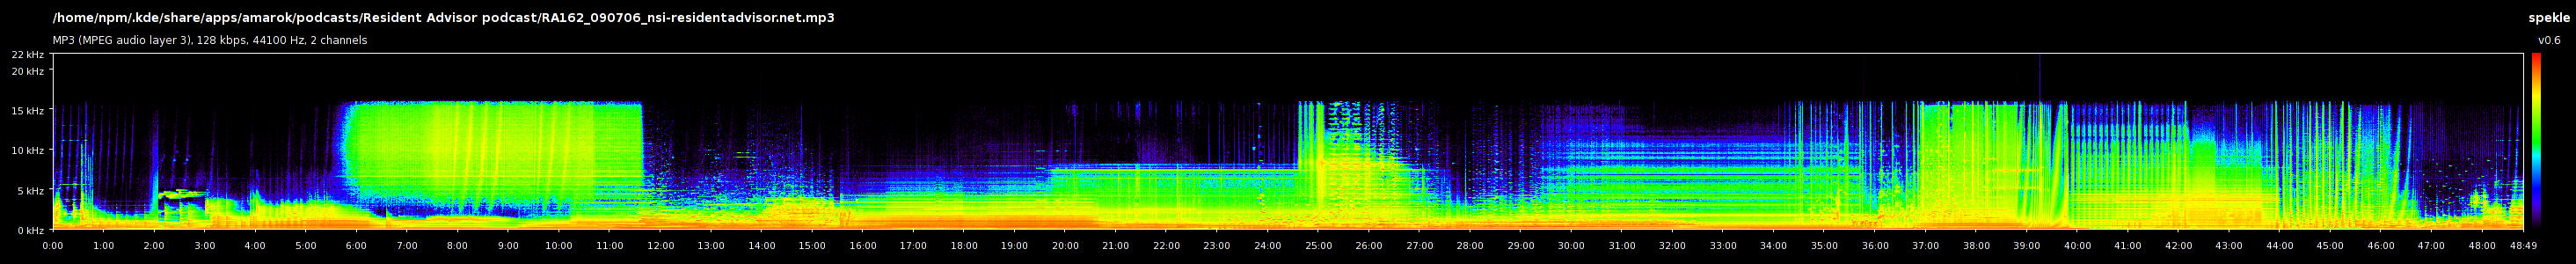 /home/npm/.kde/share/apps/amarok/podcasts/Resident Advisor podcast/RA162_090706_nsi-residentadvisor.net.mp3 spekle
MP3 (MPEG audio layer 3), 128 kbps, 44100 Hz, 2 channels v0.6
22 kHz
20 kHz
15 kHz
10 kHz
5 kHz
0 kHz
0:00 1:00 2:00 3:00 4:00 5:00 6:00 7:00 8:00 9:00 10:00 11:00 12:00 13:00 14:00 15:00 16:00 17:00 18:00 19:00 20:00 21:00 22:00 23:00 24:00 25:00 26:00 27:00 28:00 29:00 30:00 31:00 32:00 33:00 34:00 35:00 36:00 37:00 38:00 39:00 40:00 41:00 42:00 43:00 44:00 45:00 46:00 47:00 48:00 48:49